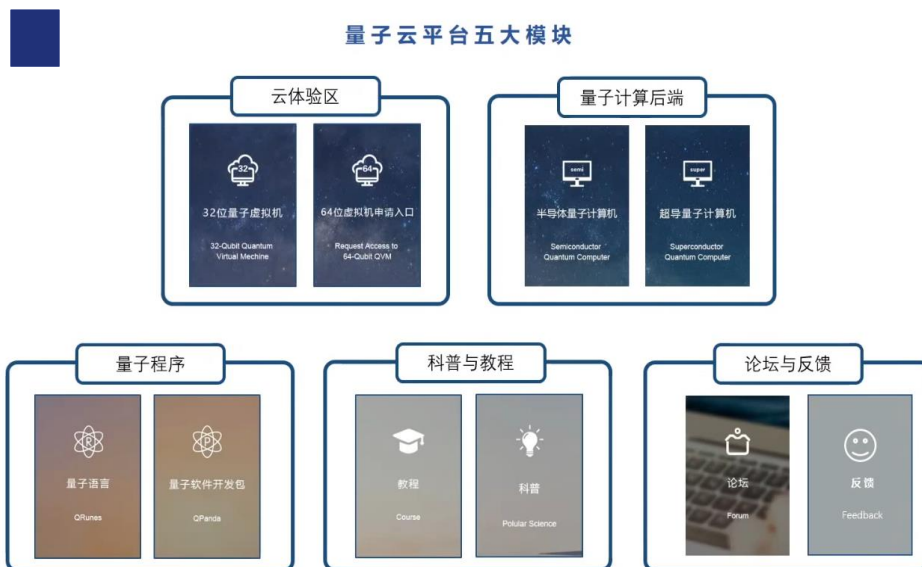 量子云平台五大模块
云体验区
32
32位量子虚拟机
32-Qubit Quantum
Virtual Mechine
64
64位虚拟机申请入口
Request Access to
64-Qubit QVM
量子计算后端
semi
半导体量子计算机
Semiconductor
Quantum Computer
super
超导量子计算机
Superconductor
Quantum Computer
量子程序
R
量子语言
QRunes
P
量子软件开发包
QPanda
科普与教程
教程
Course
科普
Polular Science
论坛与反馈
论坛
Forum
反馈
Feedback